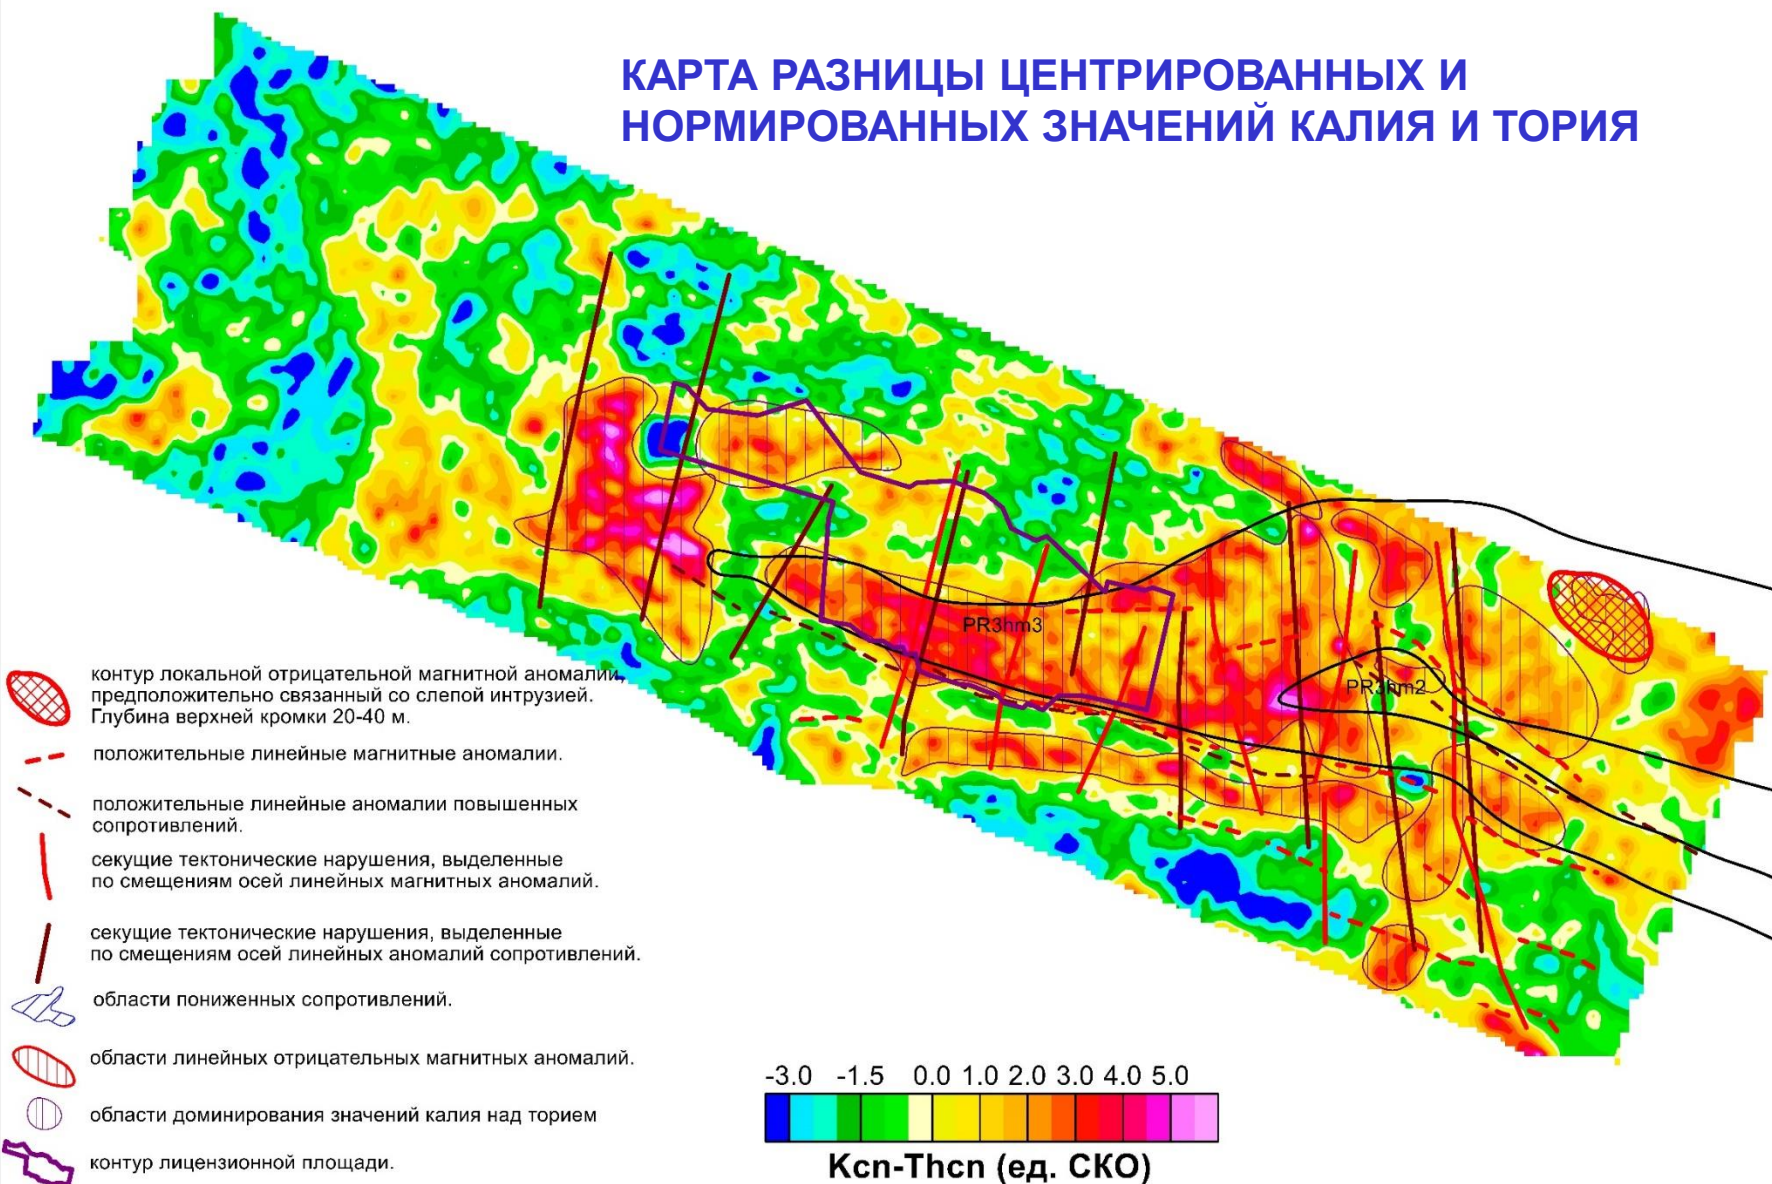 КАРТА РАЗНИЦЫ ЦЕНТРИРОВАННЫХ И
НОРМИРОВАННЫХ ЗНАЧЕНИЙ КАЛИЯ И ТОРИЯ
PR3hm3
PR3hm2
контур локальной отрицательной магнитной аномалии,
предположительно связанный со слепой интрузией.
Глубина верхней кромки 20-40 м.
положительные линейные магнитные аномалии.
положительные линейные аномалии повышенных
сопротивлений.
секущие тектонические нарушения, выделенные
по смещениям осей линейных магнитных аномалий.
секущие тектонические нарушения, выделенные
по смещениям осей линейных аномалий сопротивлений.
области пониженных сопротивлений.
области линейных отрицательных магнитных аномалий.
области доминирования значений калия над торием
контур лицензионной площади.
-3.0 -1.5 0.0 1.0 2.0 3.0 4.0 5.0
Kcn-Thcn (ед. СКО)